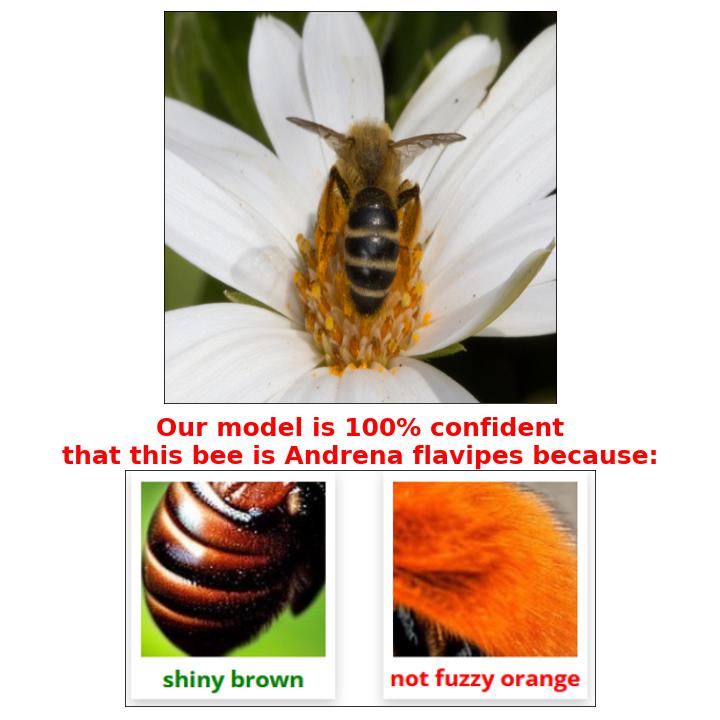 Our model is 100% confident
that this bee is Andrena flavipes because:
shiny brown
not fuzzy orange